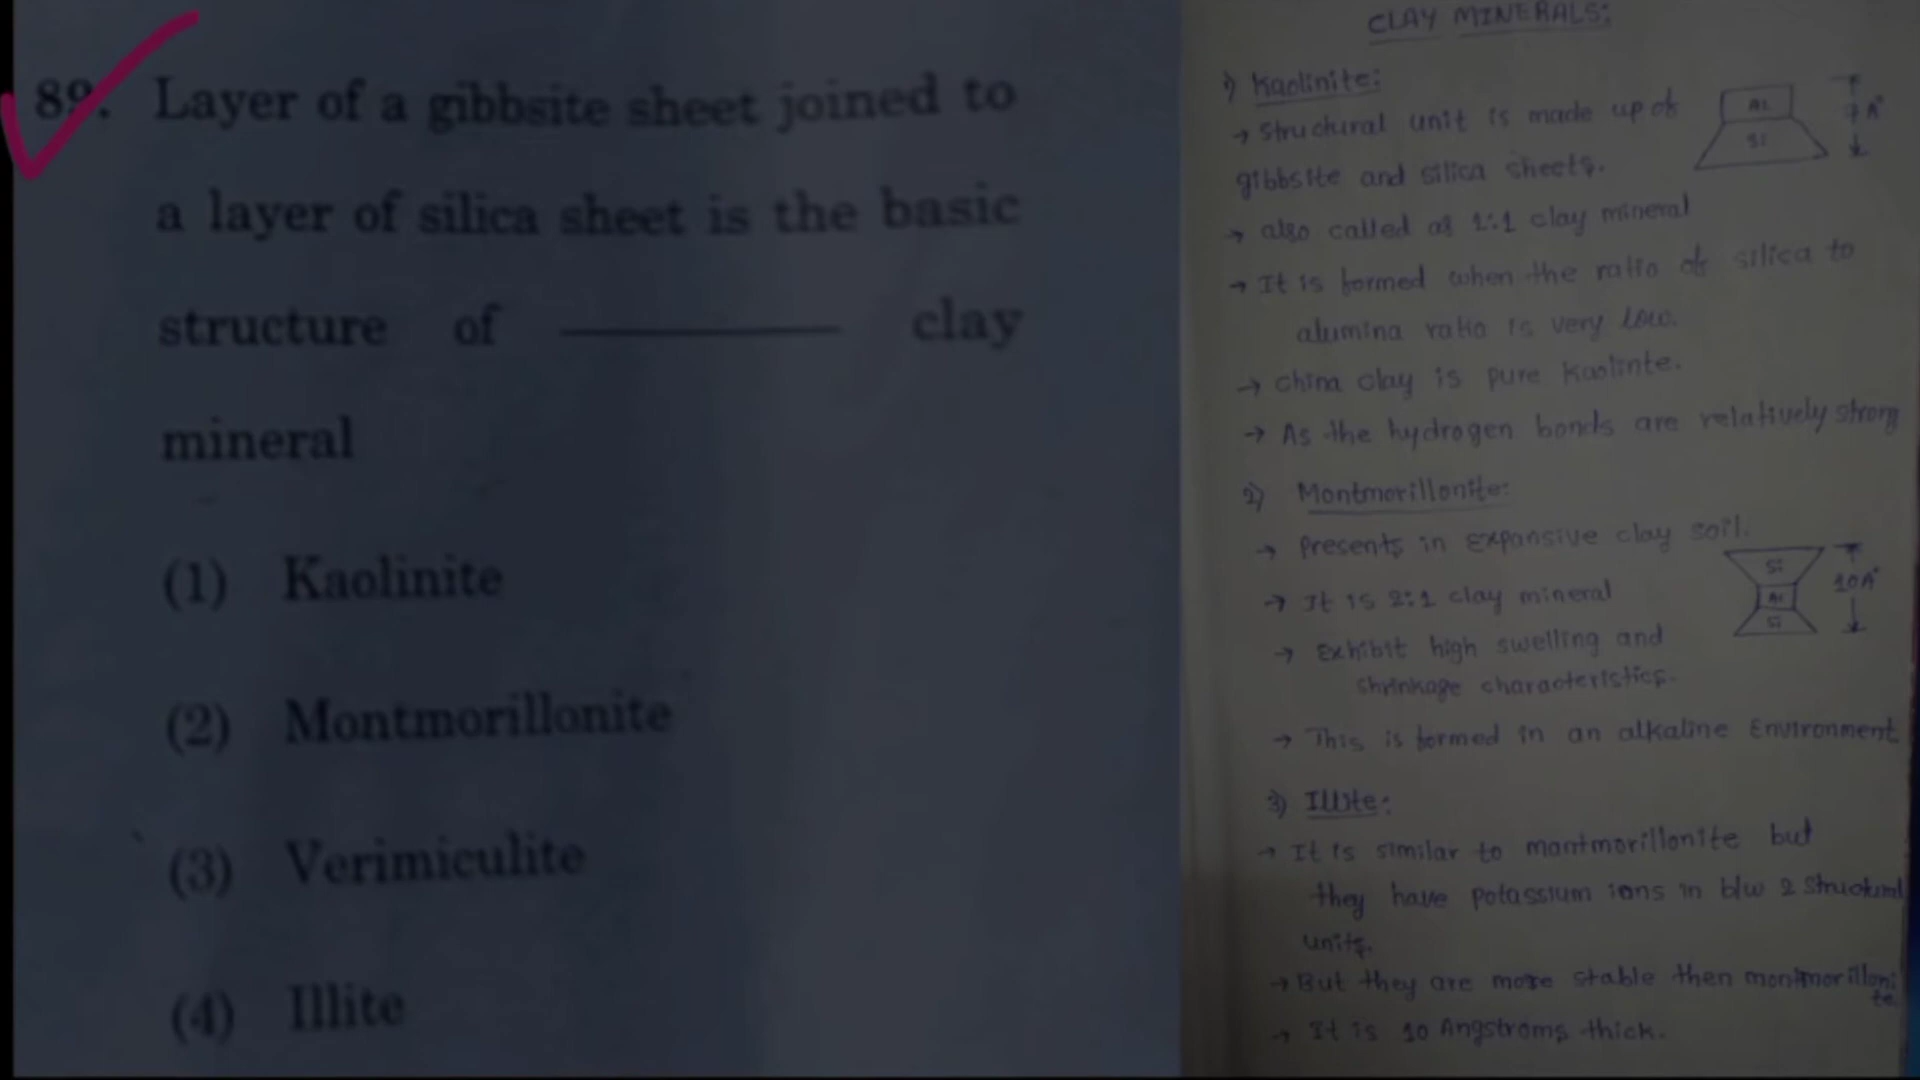 89. Layer of a gibbsite sheet joined to
a layer of silica sheet is the basic
structure of ———— clay
mineral
(1) Kaolinite
(2) Montmorillonite
(3) Verimiculite
(4) Illite
CLAY MINERALS:
1) Kaolinite:
→ Structural unit is made up of
gibbsite and silica sheets.
Al
Si
7 A°
→ also called as 1:1 clay mineral
→ It is formed when the ratio of silica to
alumina ratio is very low.
→ China clay is pure Kaolinte.
→ As the hydrogen bonds are relatively strong
2) Montmorillonite:
→ Presents in Expansive clay soil.
→ It is 2:1 clay mineral
Si
Al
Si
10A°
→ Exhibit high swelling and
shrinkage characteristics.
→ This is formed in an alkaline Environment
3) Illite:
→ It is similar to montmorillonite but
they have potassium ions in b/w 2 Structural
units.
→ But they are more stable then montmorilloni
te.
→ It is 10 Angstroms thick.